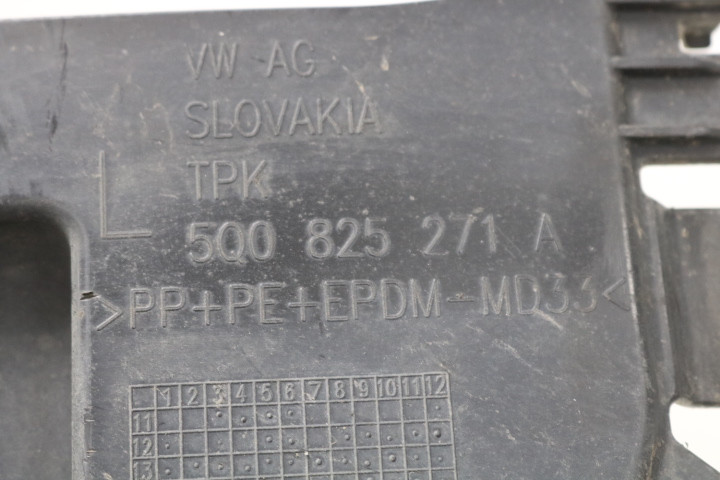 VW AG
SLOVAKIA
L TPK
5Q0 825 271 A
>PP+PE+EPDM-MD33<
1 2 3 4 5 6 7 8 9 10 11 12
11
12
13